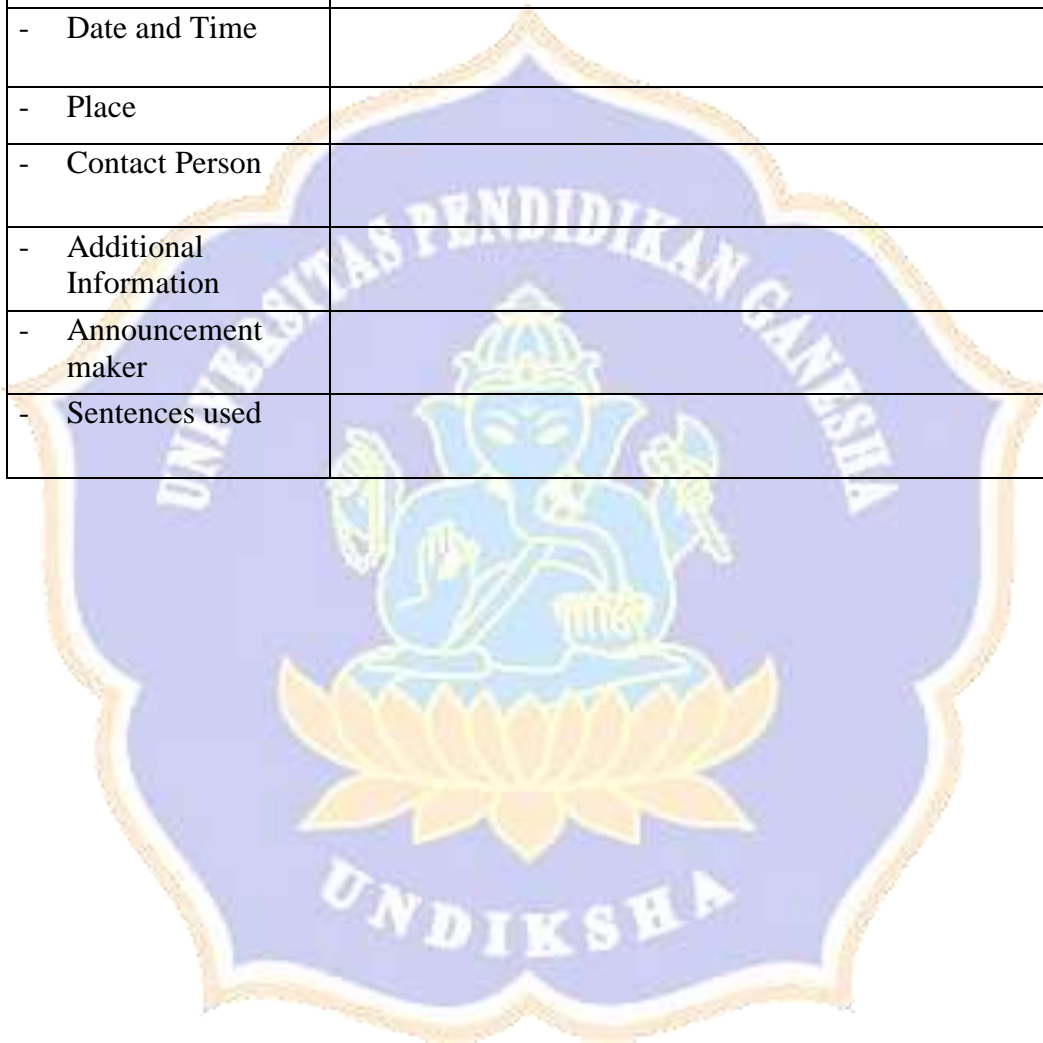 - Date and Time
- Place
- Contact Person
- Additional
Information
- Announcement
maker
- Sentences used
UNIVERSITAS PENDIDIKAN GANESHA
UNDIKSHA